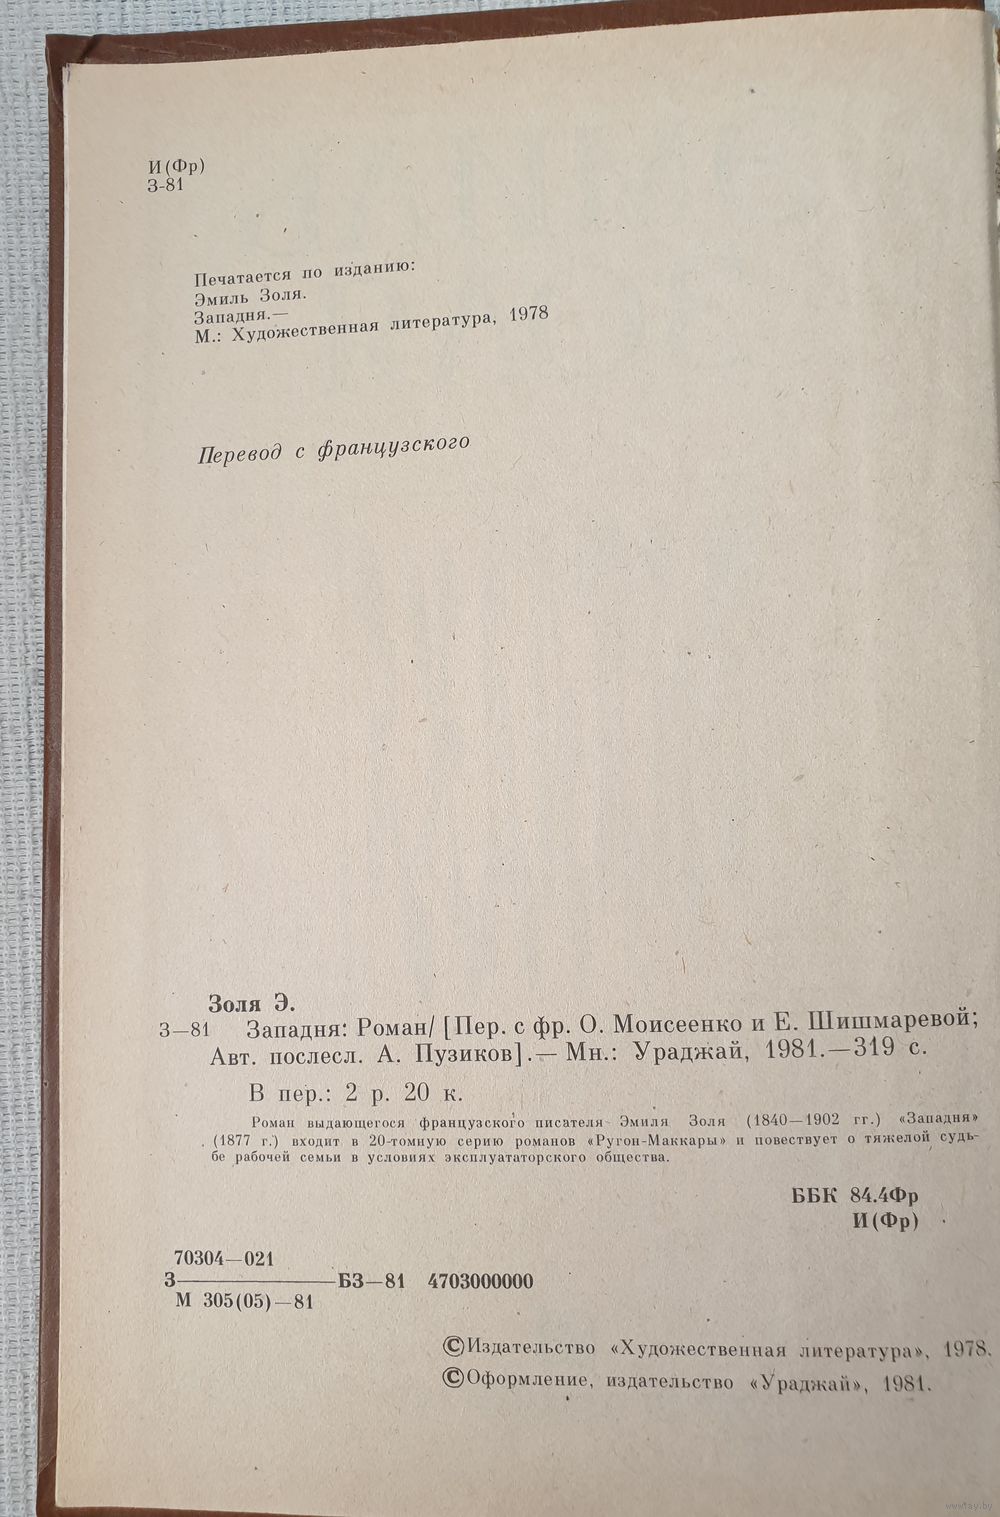 И(Фр)
З-81
Печатается по изданию:
Эмиль Золя.
Западня.—
М.: Художественная литература, 1978
Перевод с французского
Золя Э.
З—81 Западня: Роман/ [Пер. с фр. О. Моисеенко и Е. Шишмаревой;
Авт. послесл. А. Пузиков].— Мн.: Ураджай, 1981.—319 с.
В пер.: 2 р. 20 к.
Роман выдающегося французского писателя Эмиля Золя (1840—1902 гг.) «Западня»
(1877 г.) входит в 20-томную серию романов «Ругон-Маккары» и повествует о тяжелой судь-
бе рабочей семьи в условиях эксплуататорского общества.
ББК 84.4Фр
И(Фр)
70304—021
З————БЗ—81 4703000000
М 305(05)—81
©Издательство «Художественная литература», 1978.
©Оформление, издательство «Ураджай», 1981.
www.ay.by